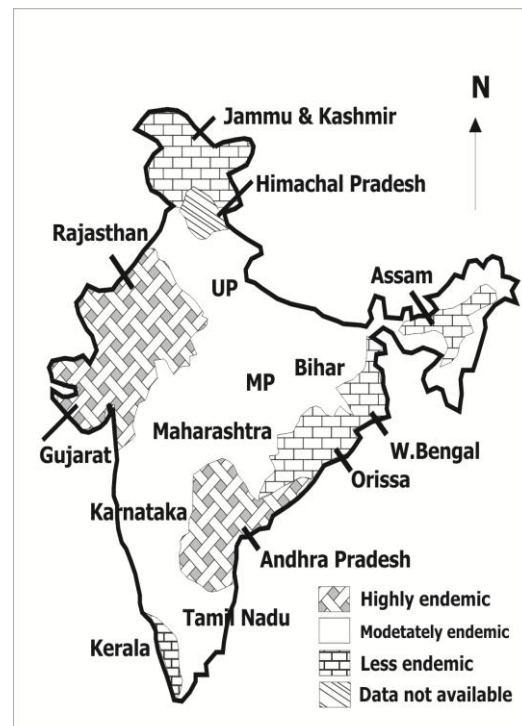 N
Jammu & Kashmir
Himachal Pradesh
Rajasthan
Assam
UP
Bihar
MP
Maharashtra
W.Bengal
Gujarat
Orissa
Karnataka
Andhra Pradesh
Highly endemic
Tamil Nadu
Modetately endemic
Kerala
Less endemic
Data not available